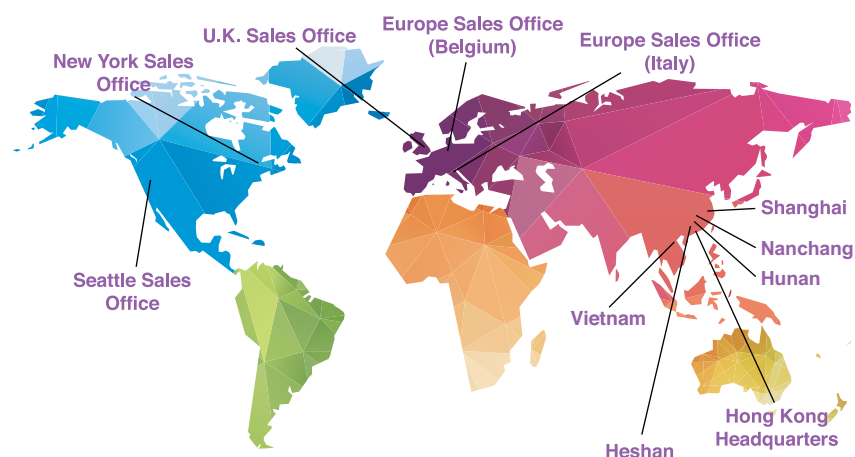 Europe Sales Office
(Belgium)
U.K. Sales Office
Europe Sales Office
(Italy)
New York Sales
Office
Shanghai
Nanchang
Hunan
Seattle Sales
Office
Vietnam
Hong Kong
Headquarters
Heshan